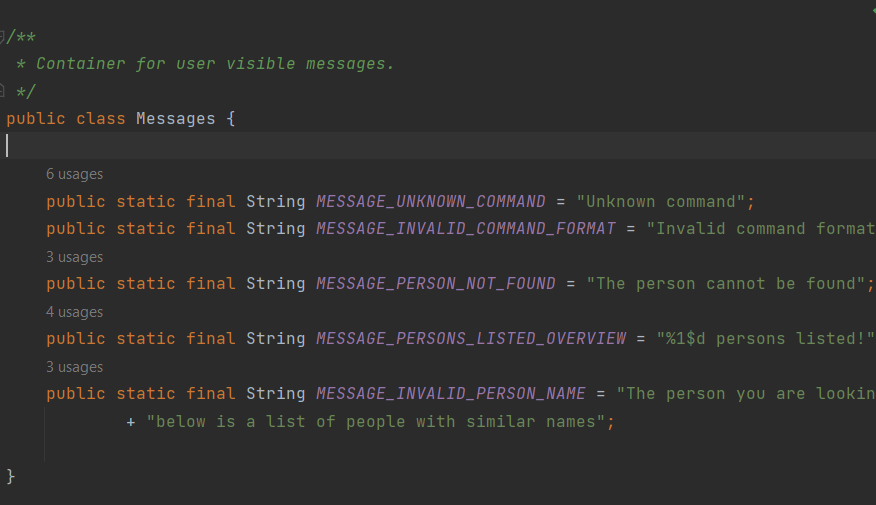 /**
 * Container for user visible messages.
 */
public class Messages {
6 usages
public static final String MESSAGE_UNKNOWN_COMMAND = "Unknown command";
public static final String MESSAGE_INVALID_COMMAND_FORMAT = "Invalid command format
3 usages
public static final String MESSAGE_PERSON_NOT_FOUND = "The person cannot be found";
4 usages
public static final String MESSAGE_PERSONS_LISTED_OVERVIEW = "%1$d persons listed!"
3 usages
public static final String MESSAGE_INVALID_PERSON_NAME = "The person you are lookin
+ "below is a list of people with similar names";
}